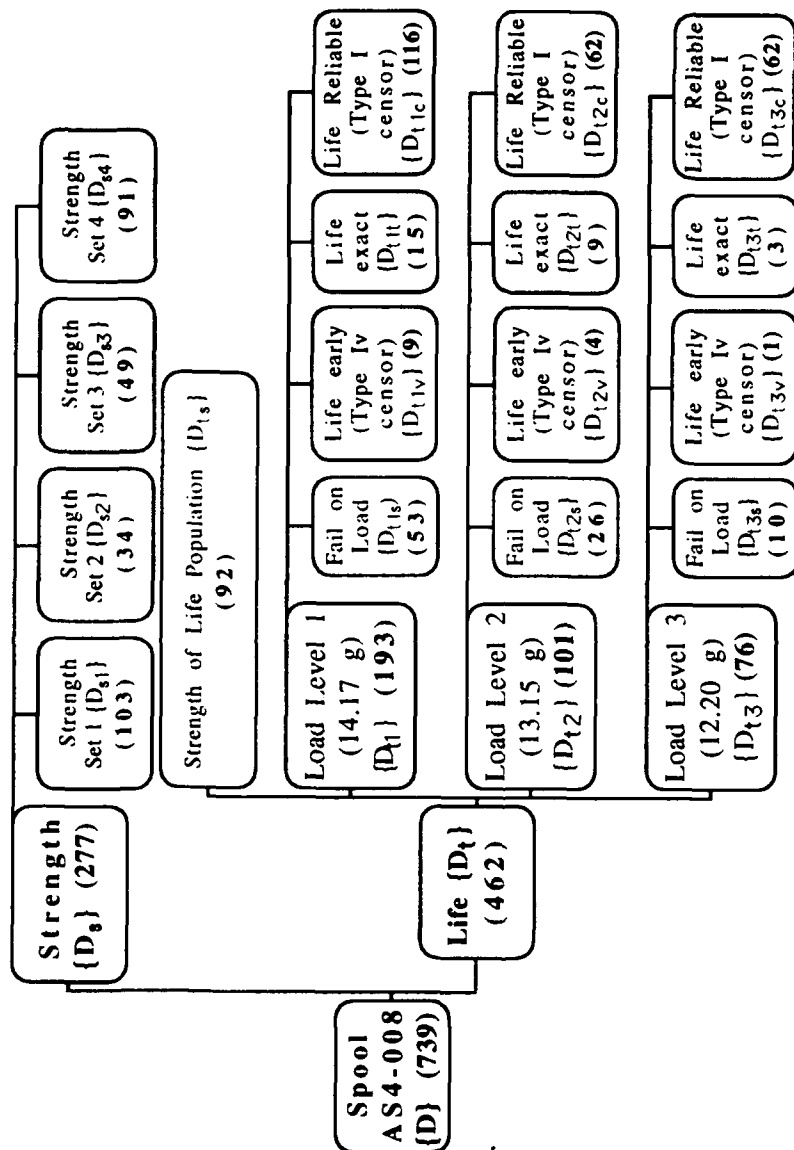 Spool
AS4-008
{D} (739)
Strength
{Ds} (277)
Strength
Set 1 {Ds1}
(103)
Strength
Set 2 {Ds2}
(34)
Strength
Set 3 {Ds3}
(49)
Strength
Set 4 {Ds4}
(91)
Life {Dt}
(462)
Strength of Life Population {Dts}
(92)
Load Level 1
(14.17 g)
{Dt1} (193)
Fail on
Load
{Dt1s}
(53)
Life early
(Type Iv
censor)
{Dt1v} (9)
Life
exact
{Dt1t}
(15)
Life Reliable
(Type I
censor)
{Dt1c} (116)
Load Level 2
(13.15 g)
{Dt2} (101)
Fail on
Load
{Dt2s}
(26)
Life early
(Type Iv
censor)
{Dt2v} (4)
Life
exact
{Dt2t}
(9)
Life Reliable
(Type I
censor)
{Dt2c} (62)
Load Level 3
(12.20 g)
{Dt3} (76)
Fail on
Load
{Dt3s}
(10)
Life early
(Type Iv
censor)
{Dt3v} (1)
Life
exact
{Dt3t}
(3)
Life Reliable
(Type I
censor)
{Dt3c} (62)